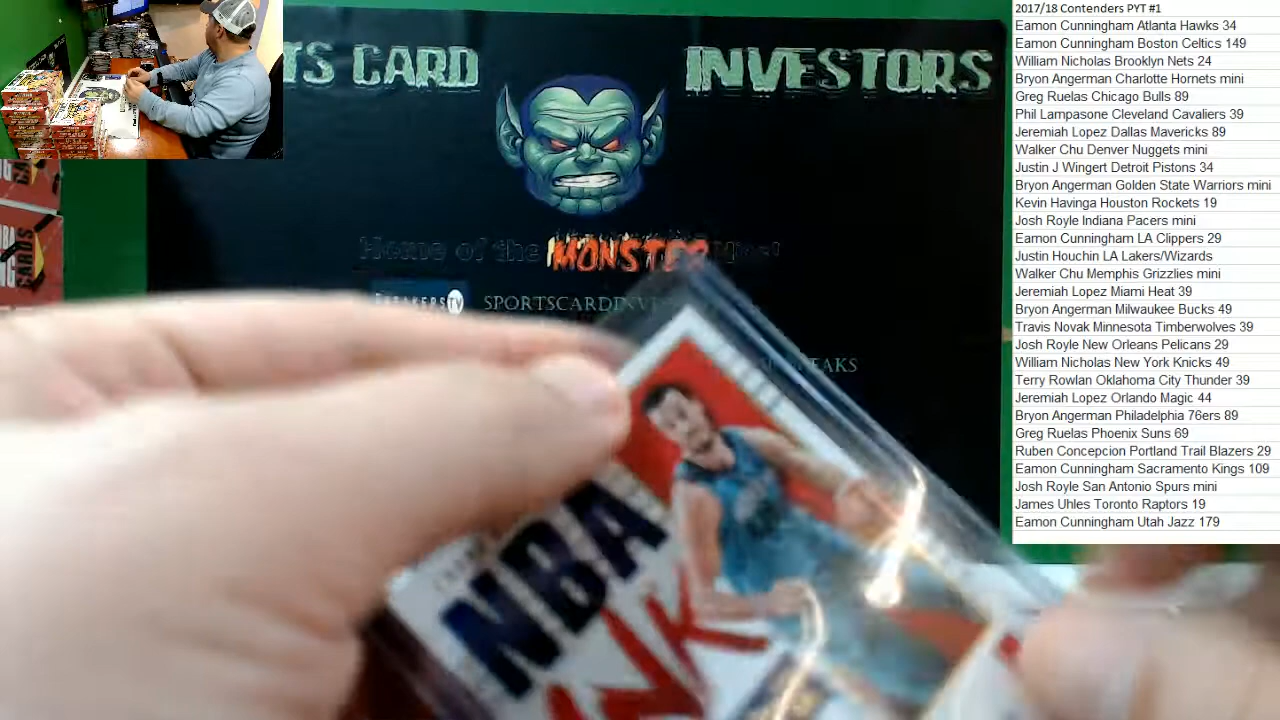 TS CARD INVESTORS
Home of the MONSTER
BREAKERSTV
NBA
INK
CARDS
2017/18 Contenders PYT #1
Eamon Cunningham Atlanta Hawks 34
Eamon Cunningham Boston Celtics 149
William Nicholas Brooklyn Nets 24
Bryon Angerman Charlotte Hornets mini
Greg Ruelas Chicago Bulls 89
Phil Lampasone Cleveland Cavaliers 39
Jeremiah Lopez Dallas Mavericks 89
Walker Chu Denver Nuggets mini
Justin J Wingert Detroit Pistons 34
Bryon Angerman Golden State Warriors mini
Kevin Havinga Houston Rockets 19
Josh Royle Indiana Pacers mini
Eamon Cunningham LA Clippers 29
Justin Houchin LA Lakers/Wizards
Walker Chu Memphis Grizzlies mini
Jeremiah Lopez Miami Heat 39
Bryon Angerman Milwaukee Bucks 49
Travis Novak Minnesota Timberwolves 39
Josh Royle New Orleans Pelicans 29
William Nicholas New York Knicks 49
Terry Rowlan Oklahoma City Thunder 39
Jeremiah Lopez Orlando Magic 44
Bryon Angerman Philadelphia 76ers 89
Greg Ruelas Phoenix Suns 69
Ruben Concepcion Portland Trail Blazers 29
Eamon Cunningham Sacramento Kings 109
Josh Royle San Antonio Spurs mini
James Uhles Toronto Raptors 19
Eamon Cunningham Utah Jazz 179